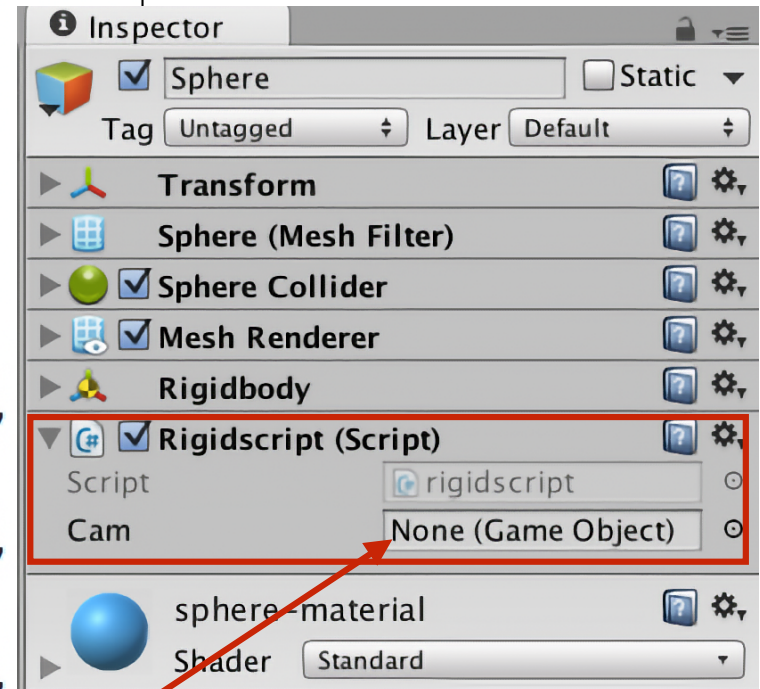 Inspector
Sphere Static
Tag Untagged Layer Default
Transform
Sphere (Mesh Filter)
Sphere Collider
Mesh Renderer
Rigidbody
C# Rigidscript (Script)
Script rigidscript
Cam None (Game Object)
sphere-material
Shader Standard